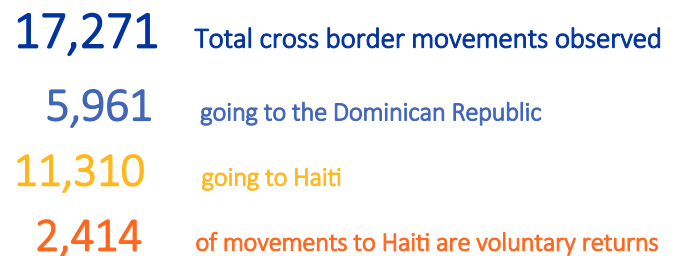 17,271 Total cross border movements observed
5,961 going to the Dominican Republic
11,310 going to Haiti
2,414 of movements to Haiti are voluntary returns